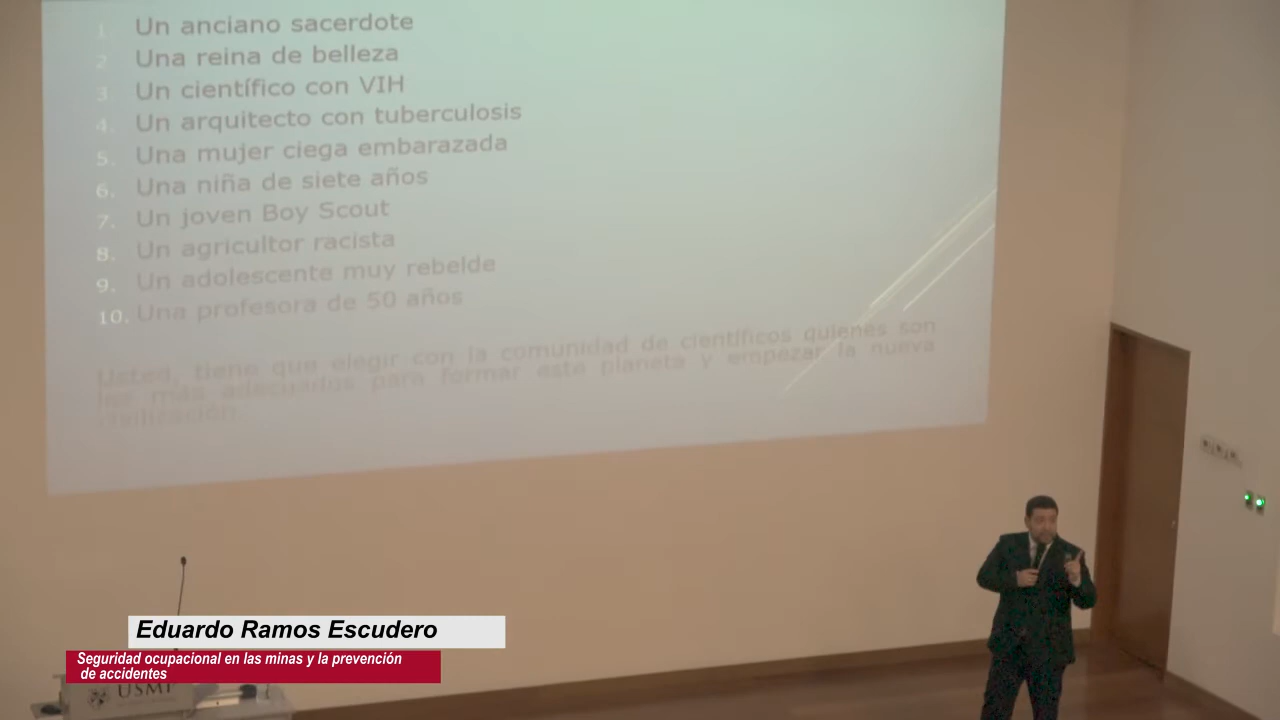 1. Un anciano sacerdote
2. Una reina de belleza
3. Un científico con VIH
4. Un arquitecto con tuberculosis
5. Una mujer ciega embarazada
6. Una niña de siete años
7. Un joven Boy Scout
8. Un agricultor racista
9. Un adolescente muy rebelde
10. Una profesora de 50 años
Usted, tiene que elegir con la comunidad de científicos quienes son
los más adecuados para formar este planeta y empezar la nueva
civilización.
Eduardo Ramos Escudero
Seguridad ocupacional en las minas y la prevención
de accidentes
USMP